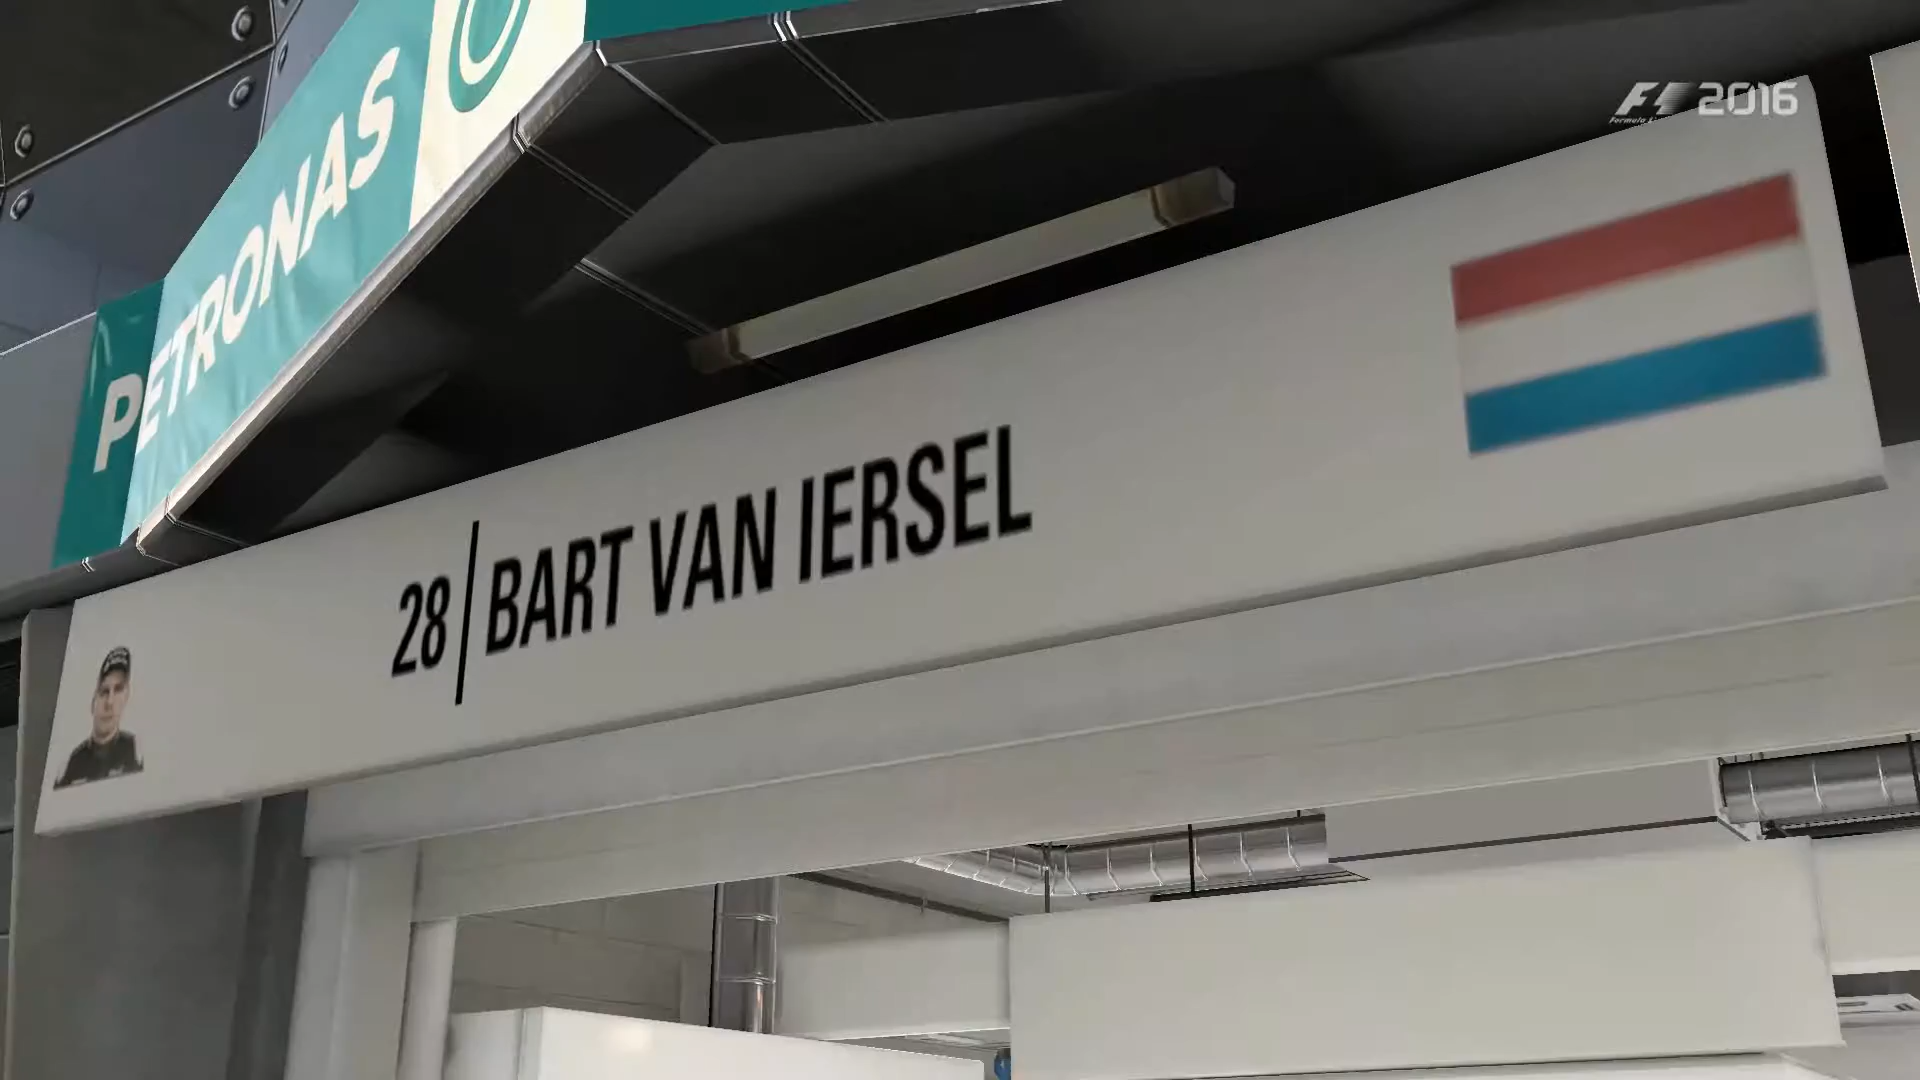 PETRONAS
F1 2016
28 | BART VAN IERSEL